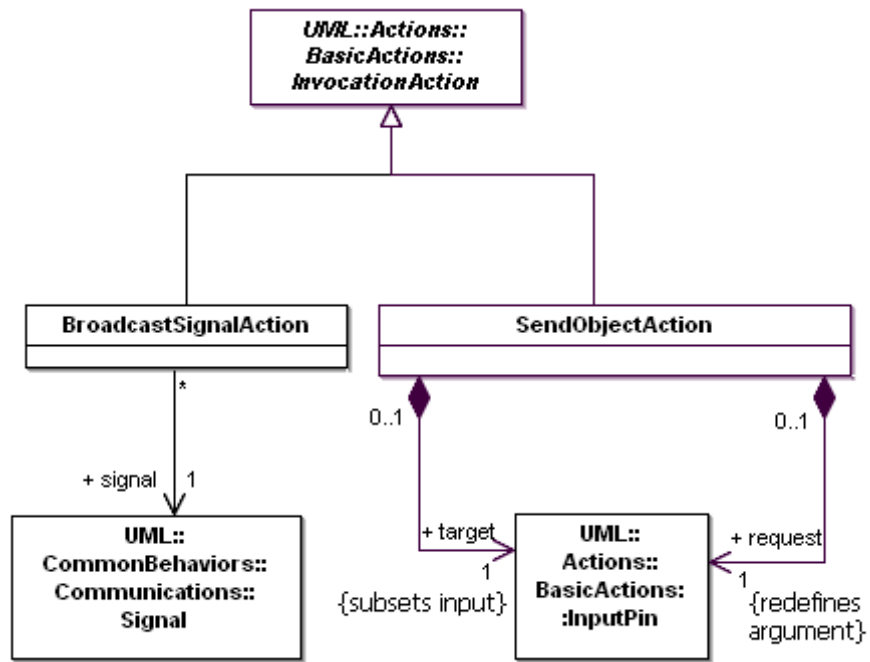 UML::Actions::
BasicActions::
InvocationAction
BroadcastSignalAction
SendObjectAction
*
0..1
0..1
+ signal
1
+ target
1
{subsets input}
+ request
1
{redefines
argument}
UML::
CommonBehaviors::
Communications::
Signal
UML::
Actions::
BasicActions:
:InputPin